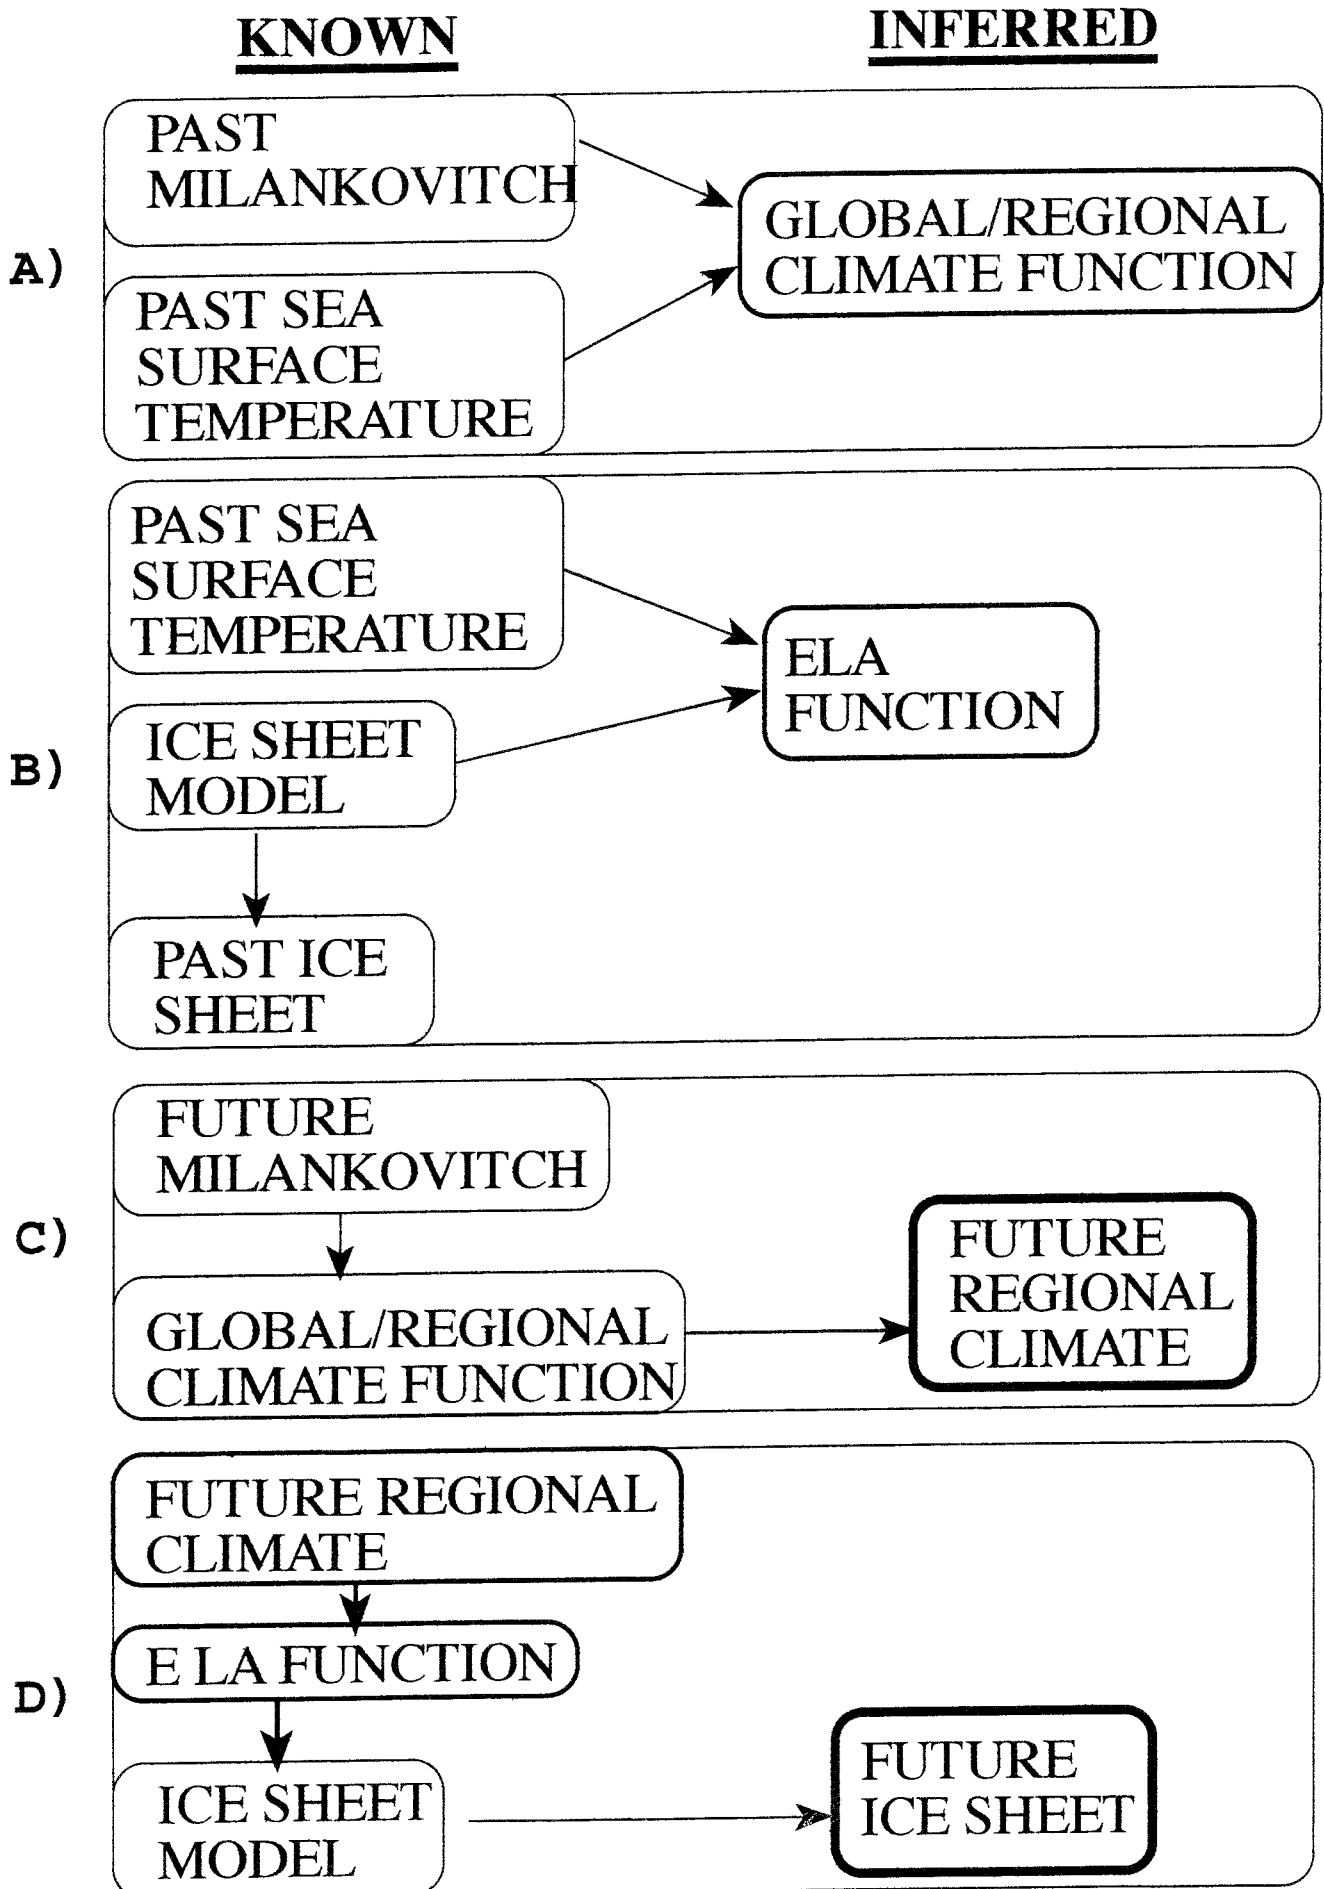 KNOWN
INFERRED
A)
PAST
MILANKOVITCH
PAST SEA
SURFACE
TEMPERATURE
GLOBAL/REGIONAL
CLIMATE FUNCTION
B)
PAST SEA
SURFACE
TEMPERATURE
ICE SHEET
MODEL
PAST ICE
SHEET
ELA
FUNCTION
C)
FUTURE
MILANKOVITCH
GLOBAL/REGIONAL
CLIMATE FUNCTION
FUTURE
REGIONAL
CLIMATE
D)
FUTURE REGIONAL
CLIMATE
E LA FUNCTION
ICE SHEET
MODEL
FUTURE
ICE SHEET